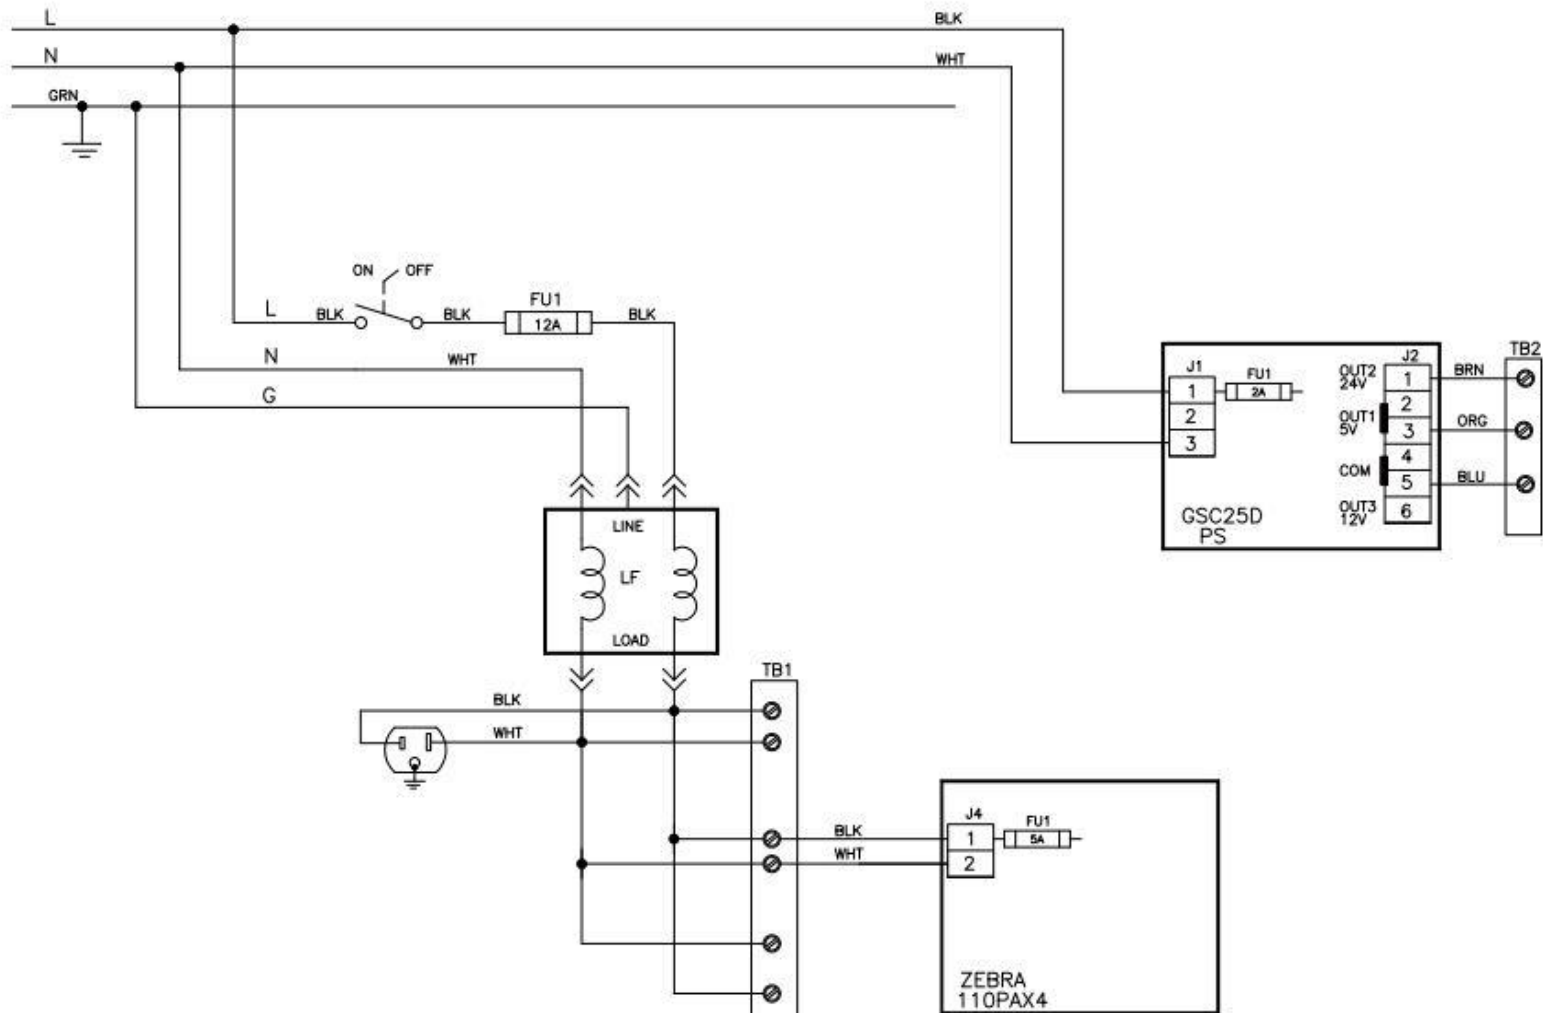 L
BLK
N
WHT
GRN
ON OFF
L
BLK
BLK
FU1
12A
BLK
N
WHT
G
LINE
LF
LOAD
J1
1
2
3
FU1
2A
OUT2
24V
OUT1
5V
COM
OUT3
12V
J2
1
2
3
4
5
6
BRN
ORG
BLU
TB2
GSC25D
PS
BLK
WHT
TB1
BLK
WHT
J4
1
2
FU1
5A
ZEBRA
110PAX4